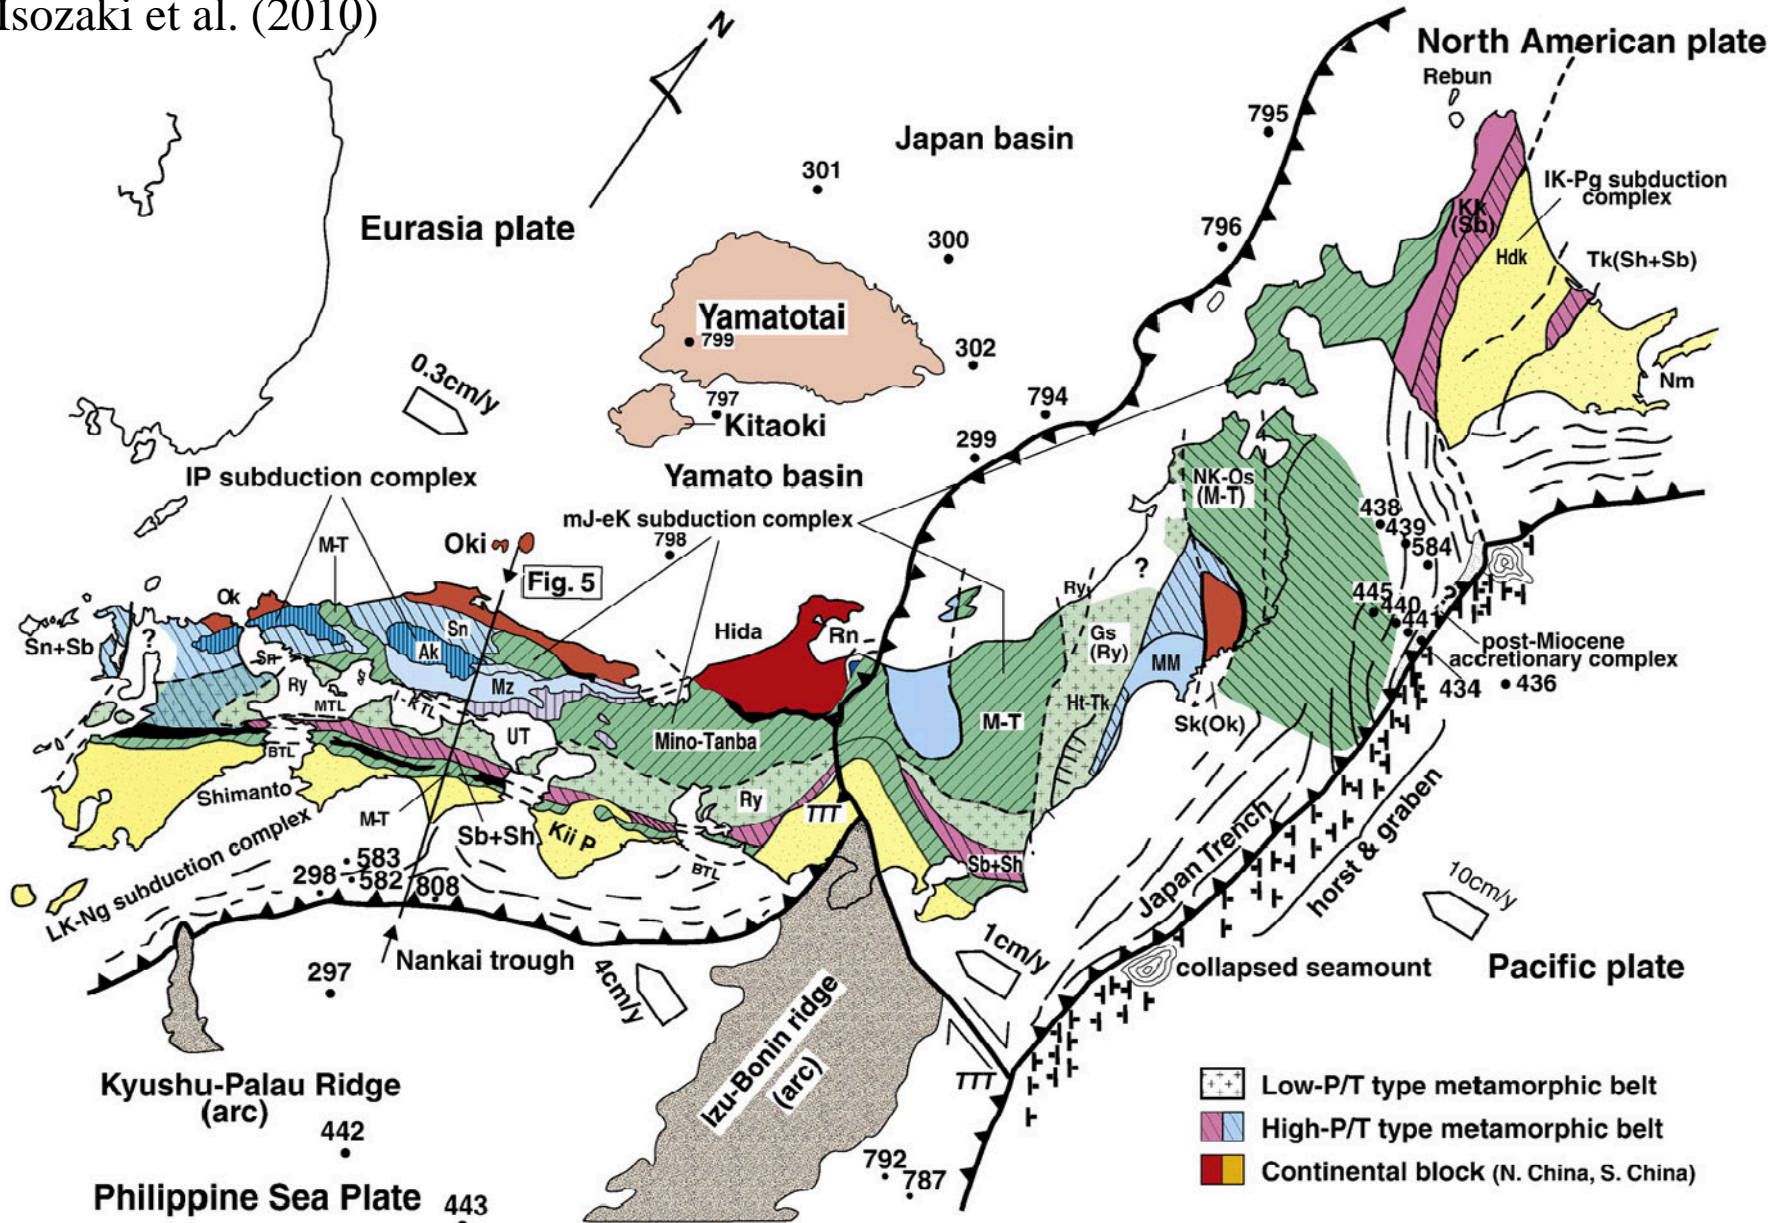 Isozaki et al. (2010)
N
North American plate
Rebun
795
Japan basin
301
IK-Pg subduction
complex
Kk
(Sb)
Eurasia plate
796
300
Hdk
Tk(Sh+Sb)
Yamatotai
799
302
0.3cm/y
Nm
797
Kitaoki
794
299
IP subduction complex
Yamato basin
NK-Os
(M-T)
mJ-eK subduction complex
438
439
M-T
Oki
798
584
Fig. 5
?
Ry
445
440
?
Ok
441
Hida
Rn
Sn+Sb
?
Sn
Gs
(Ry)
post-Miocene
accretionary complex
Ak
Sn
MM
434
436
Ry
Mz
MTL
KTL
Ht-Tk
Sk(Ok)
UT
Mino-Tanba
M-T
BTL
Shimanto
Ry
TTT
M-T
Sb+Sh
Kii P
BTL
Sb+Sh
Japan Trench
horst & graben
583
298
582
808
LK-Ng subduction complex
10cm/y
Nankai trough
1cm/y
collapsed seamount
Pacific plate
297
4cm/y
Izu-Bonin ridge
(arc)
Kyushu-Palau Ridge
(arc)
TTT
Low-P/T type metamorphic belt
442
High-P/T type metamorphic belt
792
787
Continental block (N. China, S. China)
Philippine Sea Plate
443